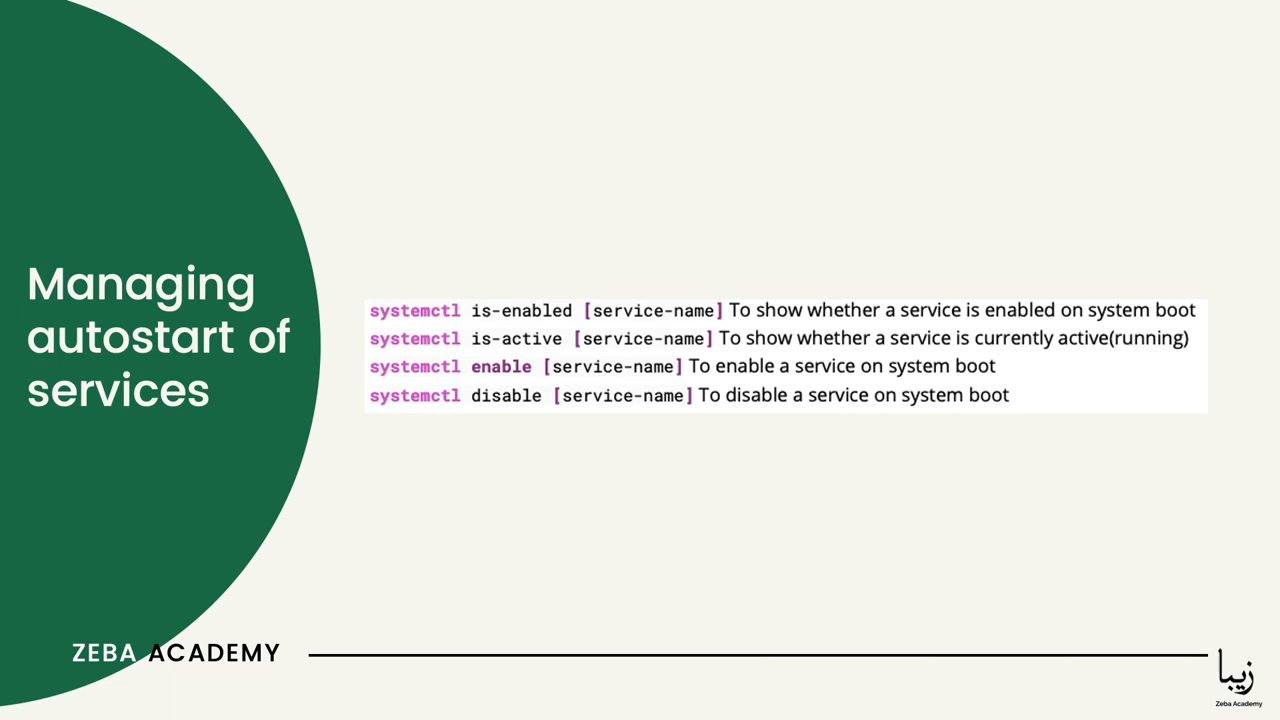 Managing
autostart of
services
systemctl is-enabled [service-name] To show whether a service is enabled on system boot
systemctl is-active [service-name] To show whether a service is currently active(running)
systemctl enable [service-name] To enable a service on system boot
systemctl disable [service-name] To disable a service on system boot
ZEBA ACADEMY
زيبا
Zeba Academy